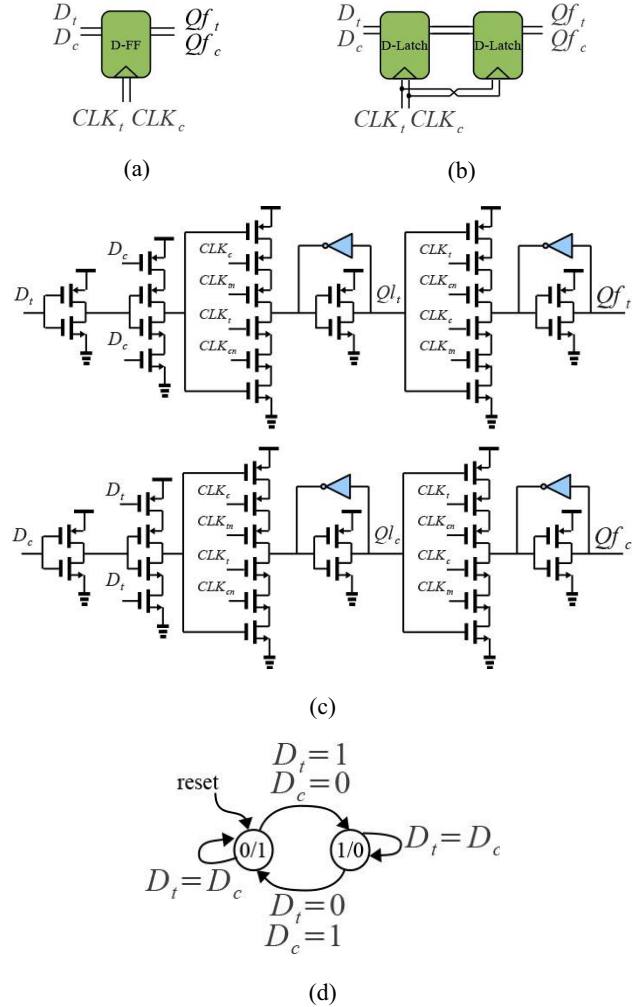 D_t D-FF Qf_t
D_c Qf_c
CLK_t CLK_c
(a)
D_t D-Latch D-Latch Qf_t
D_c Qf_c
CLK_t CLK_c
(b)
D_c CLK_c CLK_t
D_t CLK_tn Ql_t CLK_cn Qf_t
D_c CLK_t CLK_c
CLK_cn CLK_tn
D_t CLK_c CLK_t
D_c CLK_tn Ql_c CLK_cn Qf_c
D_t CLK_t CLK_c
CLK_cn CLK_tn
(c)
D_t=1
reset D_c=0
0/1 1/0
D_t=D_c D_t=D_c
D_t=0
D_c=1
(d)